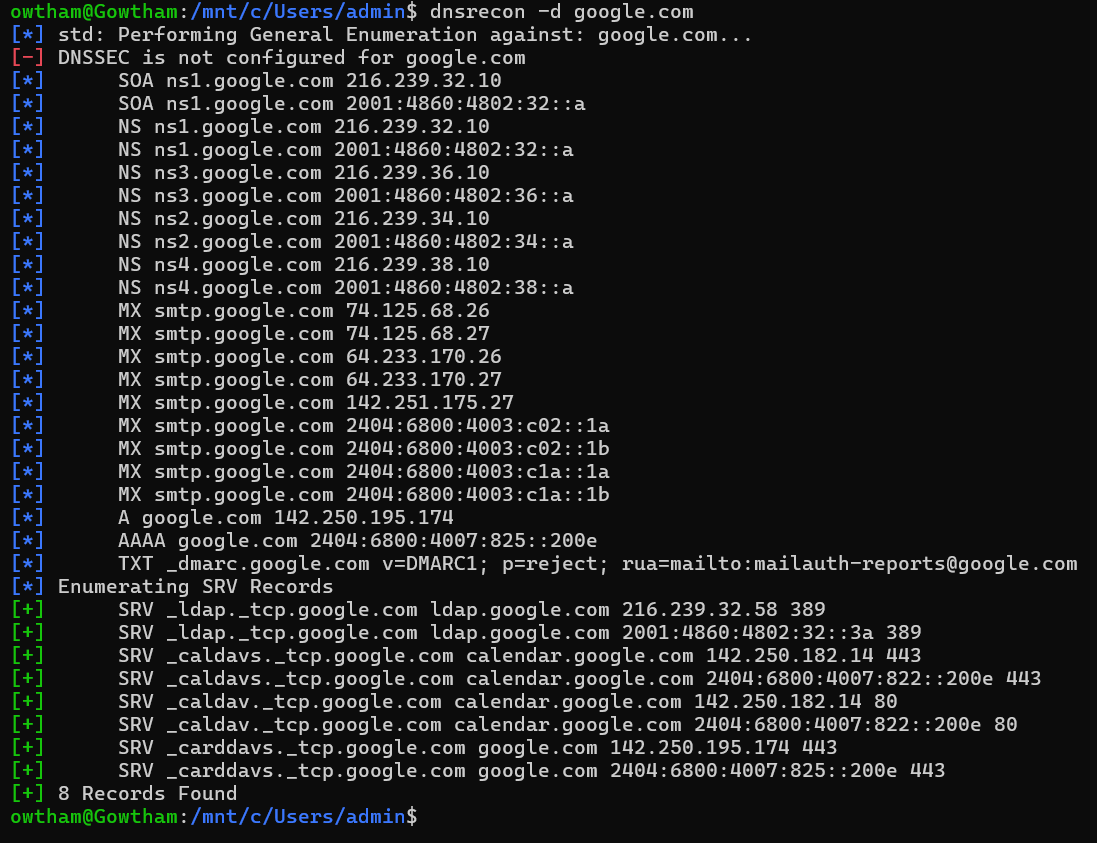 owtham@Gowtham:/mnt/c/Users/admin$ dnsrecon -d google.com
[*] std: Performing General Enumeration against: google.com...
[-] DNSSEC is not configured for google.com
[*]      SOA ns1.google.com 216.239.32.10
[*]      SOA ns1.google.com 2001:4860:4802:32::a
[*]      NS ns1.google.com 216.239.32.10
[*]      NS ns1.google.com 2001:4860:4802:32::a
[*]      NS ns3.google.com 216.239.36.10
[*]      NS ns3.google.com 2001:4860:4802:36::a
[*]      NS ns2.google.com 216.239.34.10
[*]      NS ns2.google.com 2001:4860:4802:34::a
[*]      NS ns4.google.com 216.239.38.10
[*]      NS ns4.google.com 2001:4860:4802:38::a
[*]      MX smtp.google.com 74.125.68.26
[*]      MX smtp.google.com 74.125.68.27
[*]      MX smtp.google.com 64.233.170.26
[*]      MX smtp.google.com 64.233.170.27
[*]      MX smtp.google.com 142.251.175.27
[*]      MX smtp.google.com 2404:6800:4003:c02::1a
[*]      MX smtp.google.com 2404:6800:4003:c02::1b
[*]      MX smtp.google.com 2404:6800:4003:c1a::1a
[*]      MX smtp.google.com 2404:6800:4003:c1a::1b
[*]      A google.com 142.250.195.174
[*]      AAAA google.com 2404:6800:4007:825::200e
[*]      TXT _dmarc.google.com v=DMARC1; p=reject; rua=mailto:mailauth-reports@google.com
[*] Enumerating SRV Records
[+]      SRV _ldap._tcp.google.com ldap.google.com 216.239.32.58 389
[+]      SRV _ldap._tcp.google.com ldap.google.com 2001:4860:4802:32::3a 389
[+]      SRV _caldavs._tcp.google.com calendar.google.com 142.250.182.14 443
[+]      SRV _caldavs._tcp.google.com calendar.google.com 2404:6800:4007:822::200e 443
[+]      SRV _caldav._tcp.google.com calendar.google.com 142.250.182.14 80
[+]      SRV _caldav._tcp.google.com calendar.google.com 2404:6800:4007:822::200e 80
[+]      SRV _carddavs._tcp.google.com google.com 142.250.195.174 443
[+]      SRV _carddavs._tcp.google.com google.com 2404:6800:4007:825::200e 443
[+] 8 Records Found
owtham@Gowtham:/mnt/c/Users/admin$